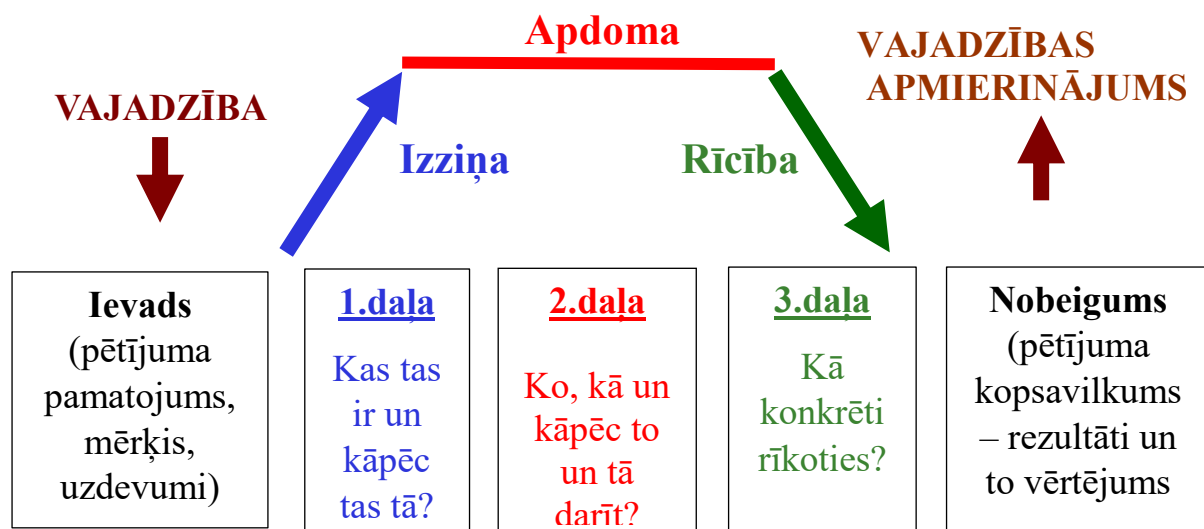 Apdoma
VAJADZĪBAS
APMIERINĀJUMS
VAJADZĪBA
Izziņa
Rīcība
Ievads
(pētījuma
pamatojums,
mērķis,
uzdevumi)
1.daļa
Kas tas
ir un
kāpēc
tas tā?
2.daļa
Ko, kā un
kāpēc to
un tā
darīt?
3.daļa
Kā
konkrēti
rīkoties?
Nobeigums
(pētījuma
kopsavilkums
– rezultāti un
to vērtējums